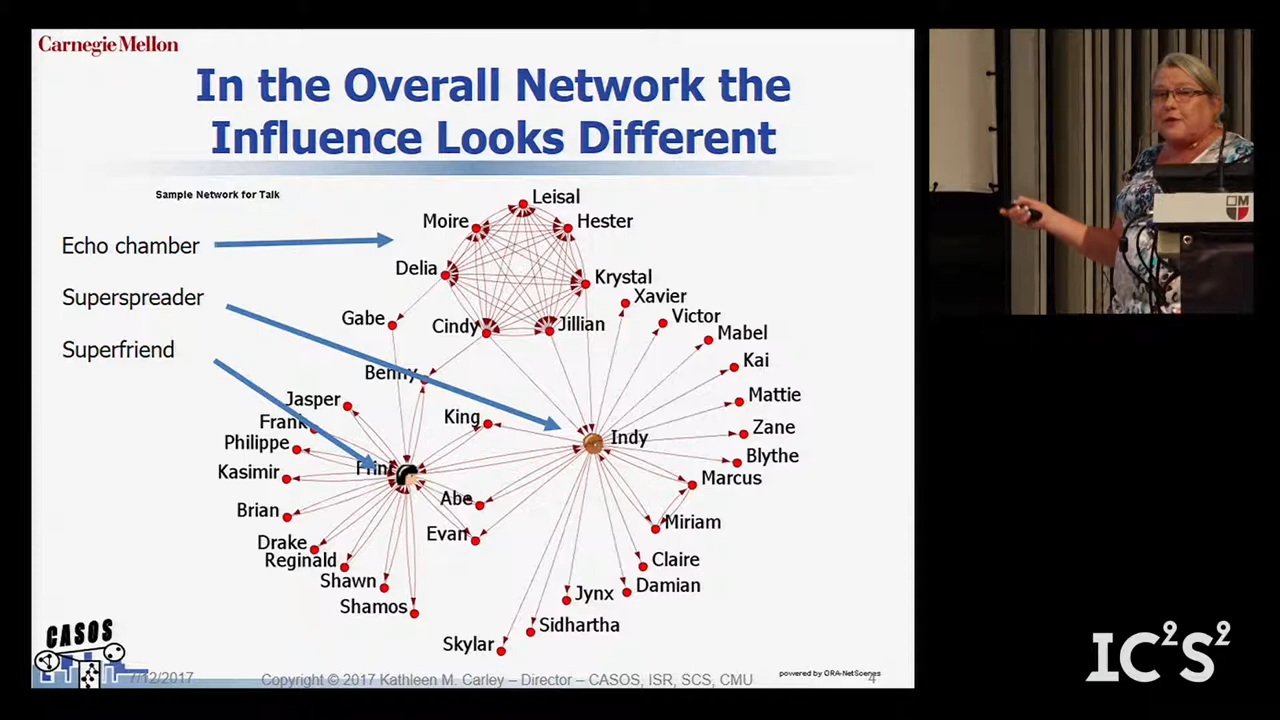 Carnegie Mellon
In the Overall Network the
Influence Looks Different
Sample Network for Talk
Echo chamber
Superspreader
Superfriend
Leisal
Moire
Hester
Delia
Krystal
Xavier
Gabe
Cindy
Jillian
Victor
Mabel
Benny
Kai
Jasper
Mattie
Frank
King
Zane
Philippe
Indy
Blythe
Kasimir
Marcus
Abe
Brian
Miriam
Evan
Drake
Reginald
Claire
Shawn
Damian
Shamos
Jynx
Sidhartha
Skylar
CASOS
7/12/2017
Copyright © 2017 Kathleen M. Carley – Director – CASOS, ISR, SCS, CMU
powered by ORA-NetScenes
4
IC²S²